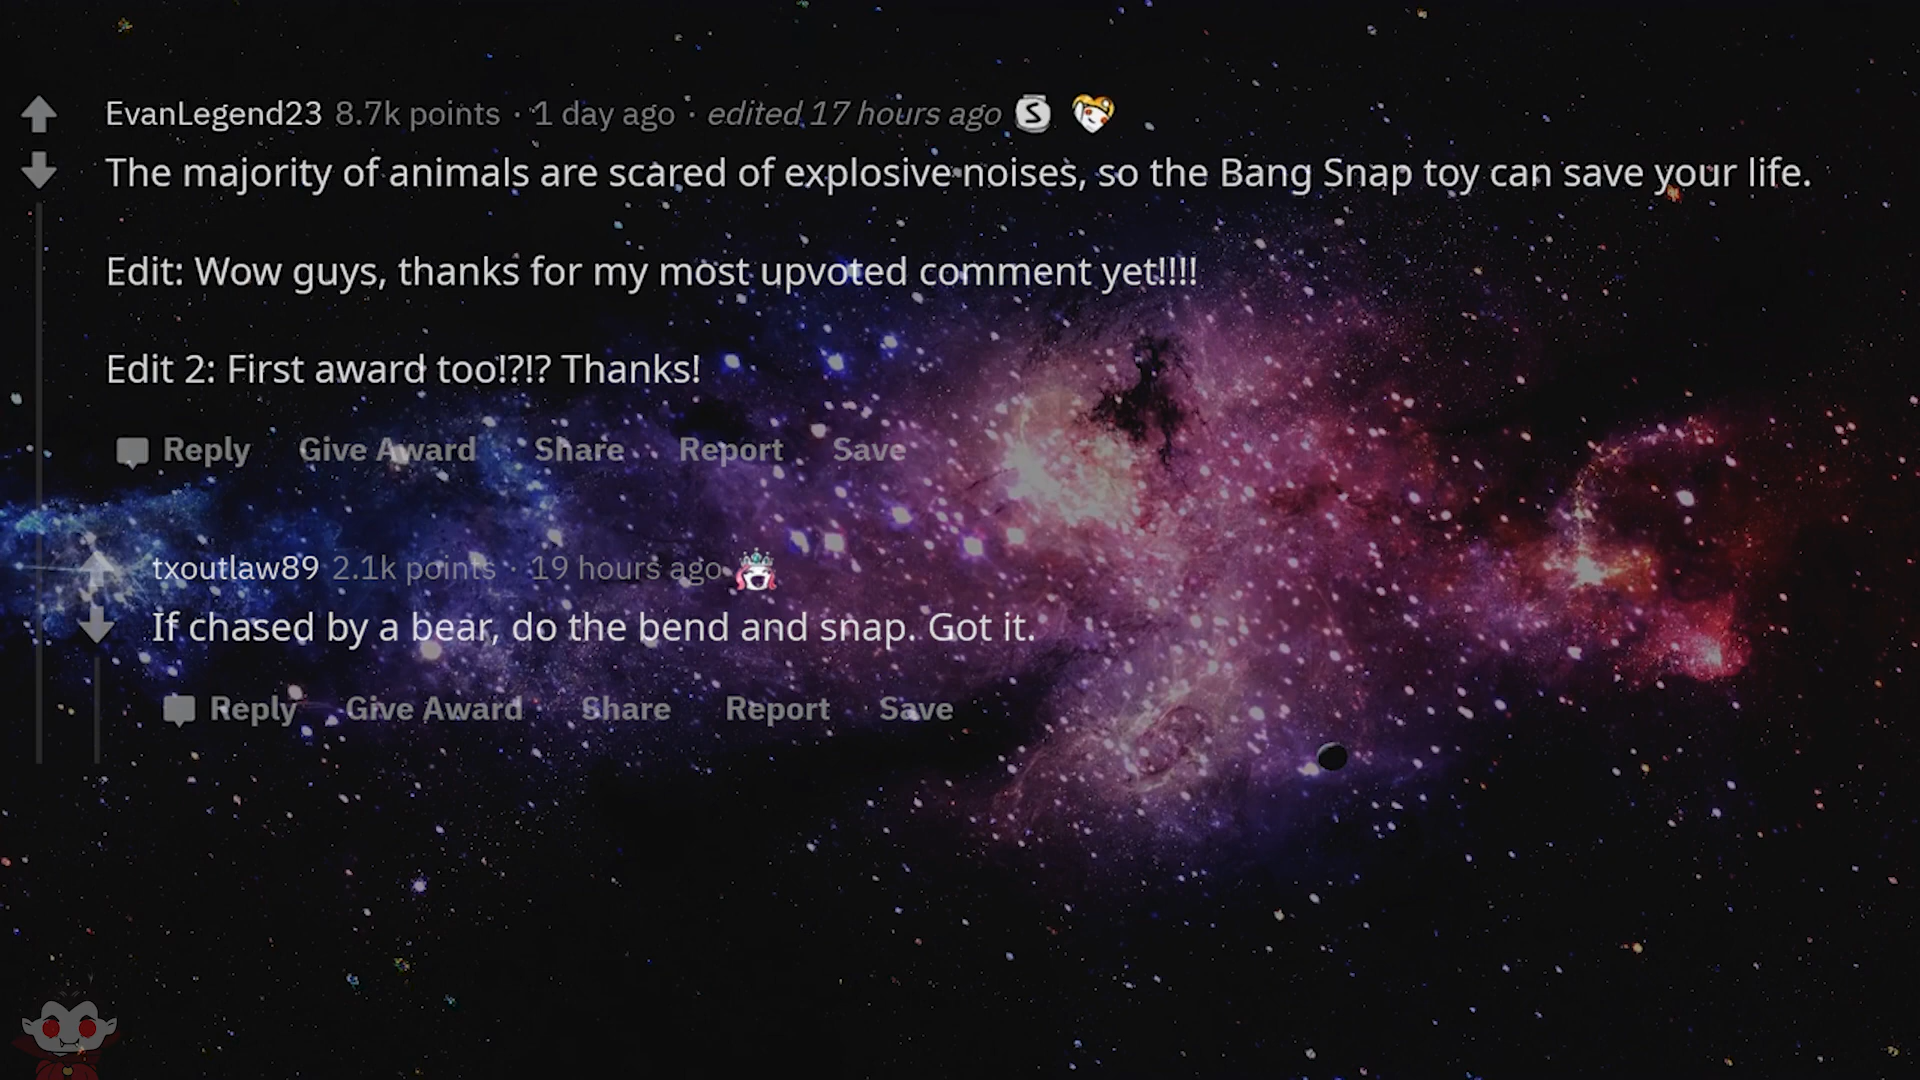 EvanLegend23 8.7k points · 1 day ago · edited 17 hours ago S
The majority of animals are scared of explosive noises, so the Bang Snap toy can save your life.
Edit: Wow guys, thanks for my most upvoted comment yet!!!!
Edit 2: First award too!?!? Thanks!
Reply Give Award Share Report Save
txoutlaw89 2.1k points · 19 hours ago
If chased by a bear, do the bend and snap. Got it.
Reply Give Award Share Report Save